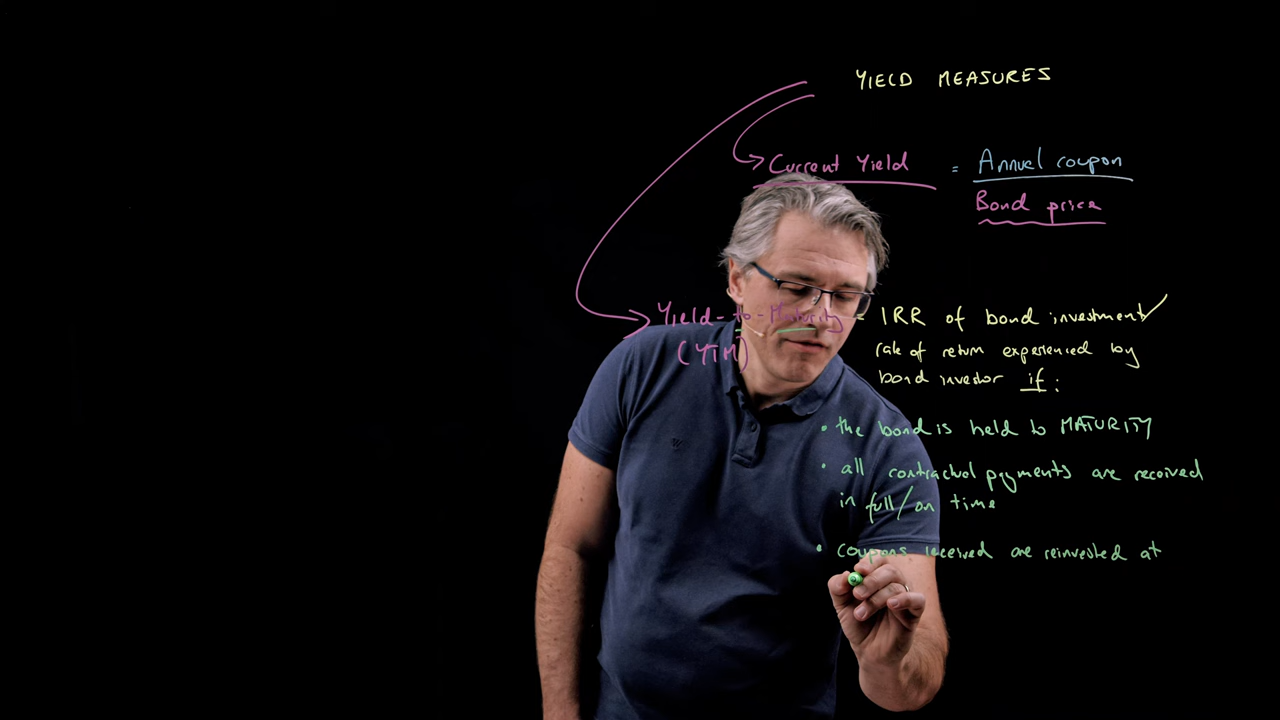 YIELD MEASURES
Current Yield = Annual coupon
Bond price
Yield-to-Maturity = IRR of bond investment
(YTM)
rate of return experienced by
bond investor if:
• the bond is held to MATURITY
• all contractual payments are received
in full/on time
• coupons received are reinvested at